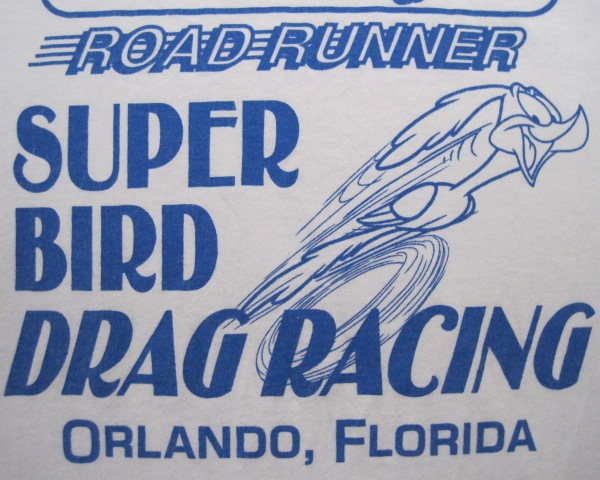 ROAD RUNNER
SUPER
BIRD
DRAG RACING
ORLANDO, FLORIDA